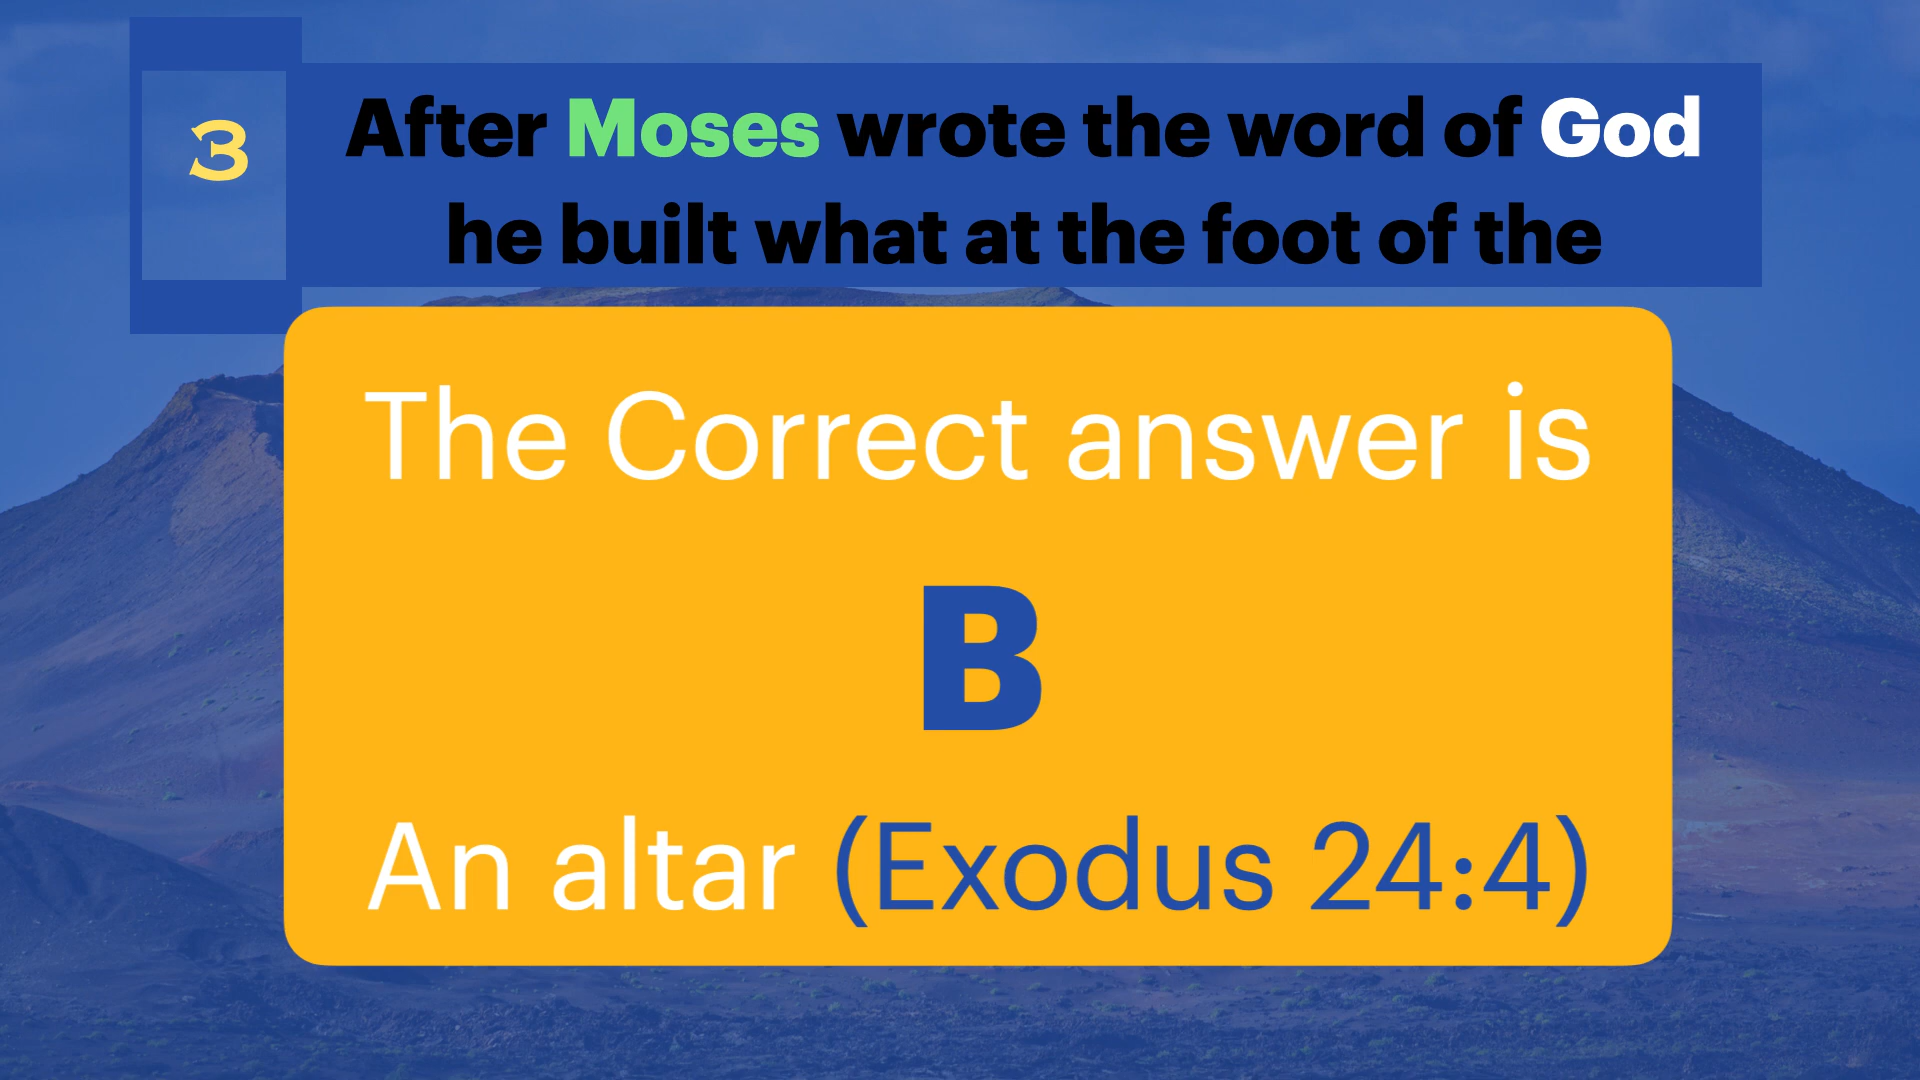 3
After Moses wrote the word of God
he built what at the foot of the
The Correct answer is
B
An altar (Exodus 24:4)